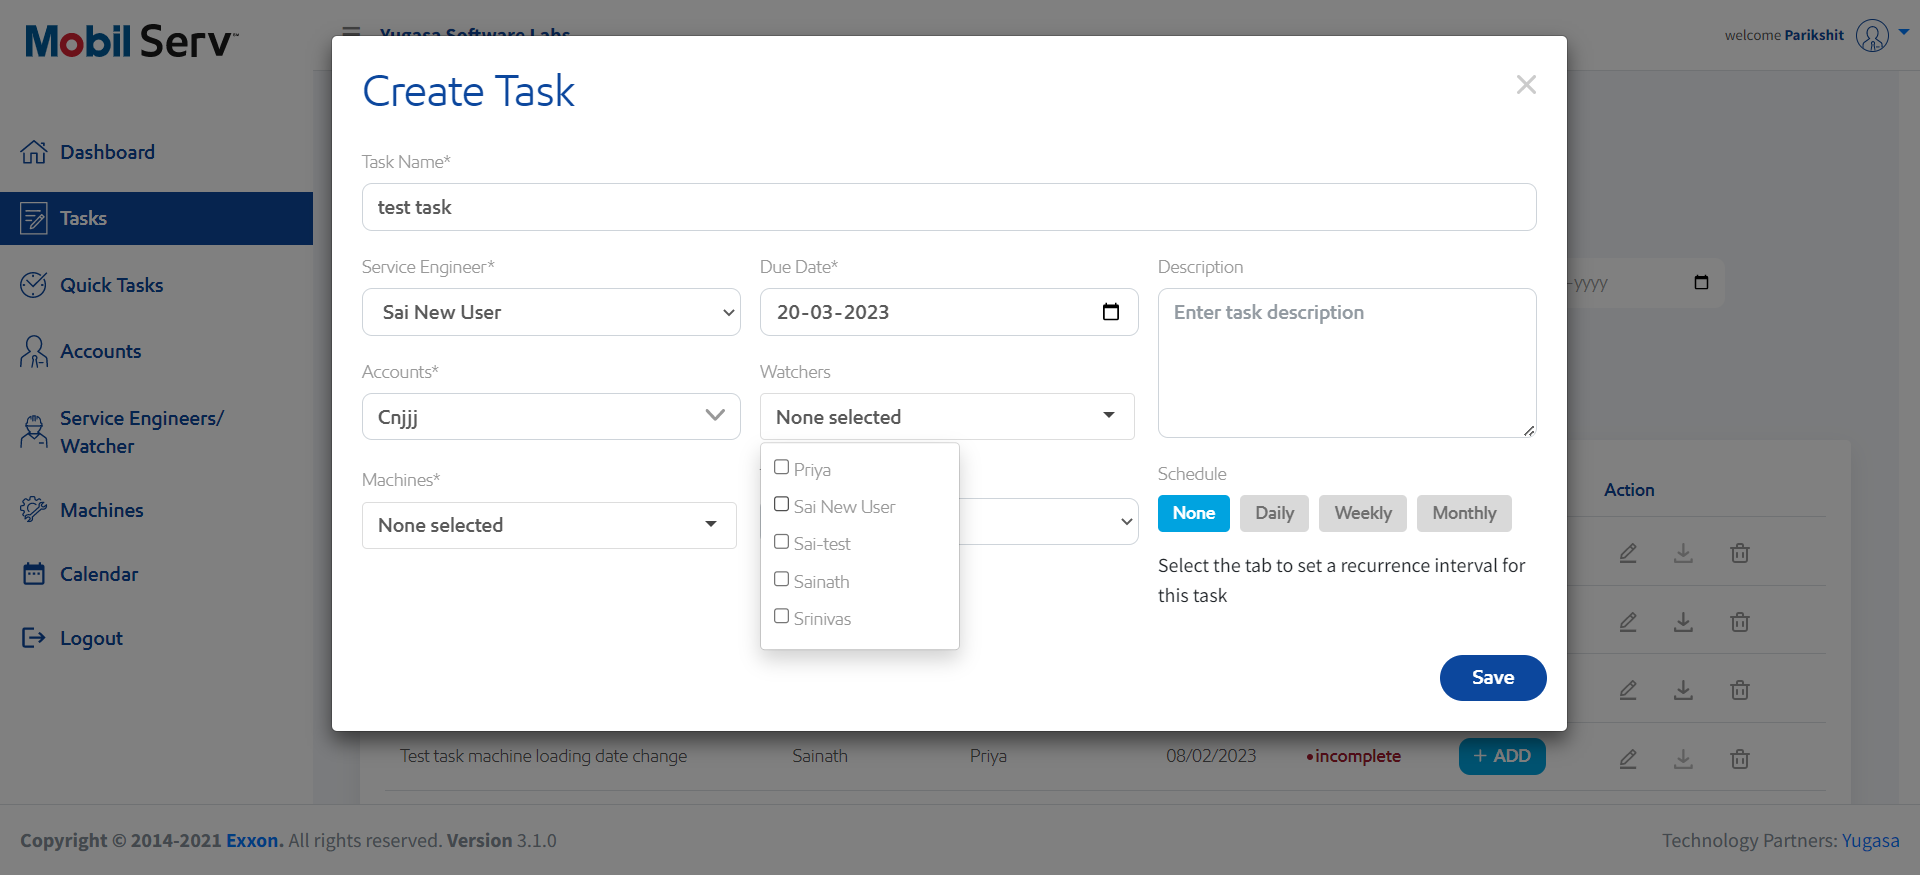 Mobil Serv™
Yugasa Software Labs
welcome Parikshit
Dashboard
Tasks
Quick Tasks
Accounts
Service Engineers/
Watcher
Machines
Calendar
Logout
Create Task
Task Name*
test task
Service Engineer*
Sai New User
Due Date*
20-03-2023
Description
Enter task description
Accounts*
Cnjjj
Watchers
None selected
Priya
Sai New User
Sai-test
Sainath
Srinivas
Machines*
None selected
Schedule
None Daily Weekly Monthly
Select the tab to set a recurrence interval for
this task
Save
-yyyy
Action
Test task machine loading date change Sainath Priya 08/02/2023 •incomplete + ADD
Copyright © 2014-2021 Exxon. All rights reserved. Version 3.1.0
Technology Partners: Yugasa